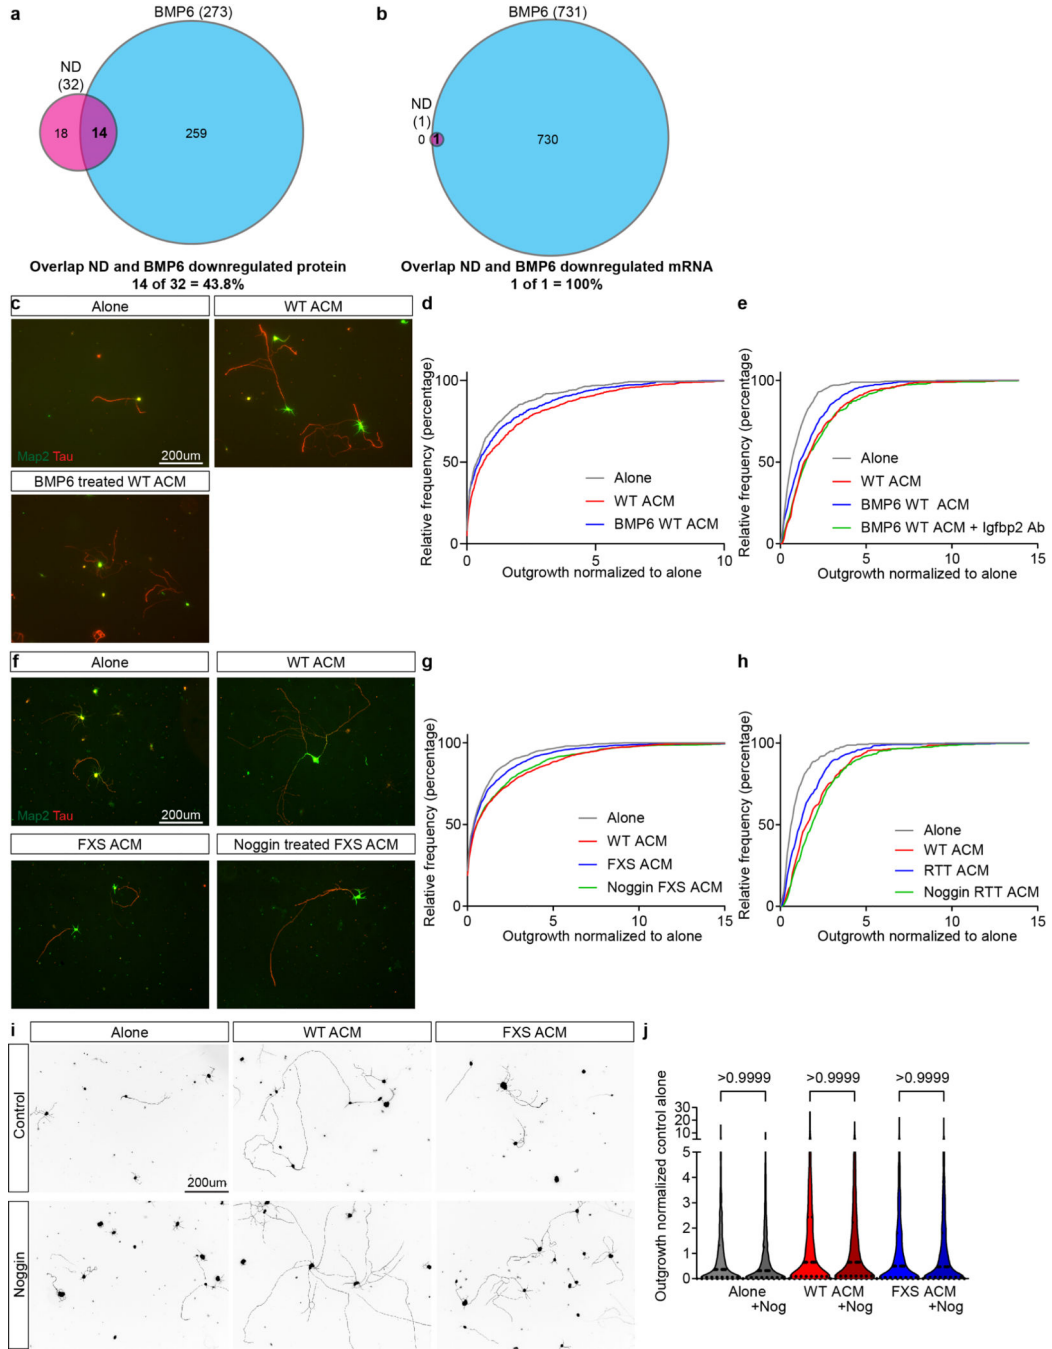 a
BMP6 (273)
ND
(32)
18
14
259
Overlap ND and BMP6 downregulated protein
14 of 32 = 43.8%
b
BMP6 (731)
ND
(1)
0
1
730
Overlap ND and BMP6 downregulated mRNA
1 of 1 = 100%
c
Alone
WT ACM
Map2 Tau
200um
BMP6 treated WT ACM
d
Relative frequency (percentage)
100
50
0
Alone
WT ACM
BMP6 WT ACM
0
5
10
Outgrowth normalized to alone
e
Relative frequency (percentage)
100
50
0
Alone
WT ACM
BMP6 WT ACM
BMP6 WT ACM + Igfbp2 Ab
0
5
10
15
Outgrowth normalized to alone
f
Alone
WT ACM
Map2 Tau
200um
FXS ACM
Noggin treated FXS ACM
g
Relative frequency (percentage)
100
50
0
Alone
WT ACM
FXS ACM
Noggin FXS ACM
0
5
10
15
Outgrowth normalized to alone
h
Relative frequency (percentage)
100
50
0
Alone
WT ACM
RTT ACM
Noggin RTT ACM
0
5
10
15
Outgrowth normalized to alone
i
Alone
WT ACM
FXS ACM
Control
200um
Noggin
j
Outgrowth normalized control alone
>0.9999
>0.9999
>0.9999
30
20
10
5
4
3
2
1
0
Alone
+Nog
WT ACM
+Nog
FXS ACM
+Nog